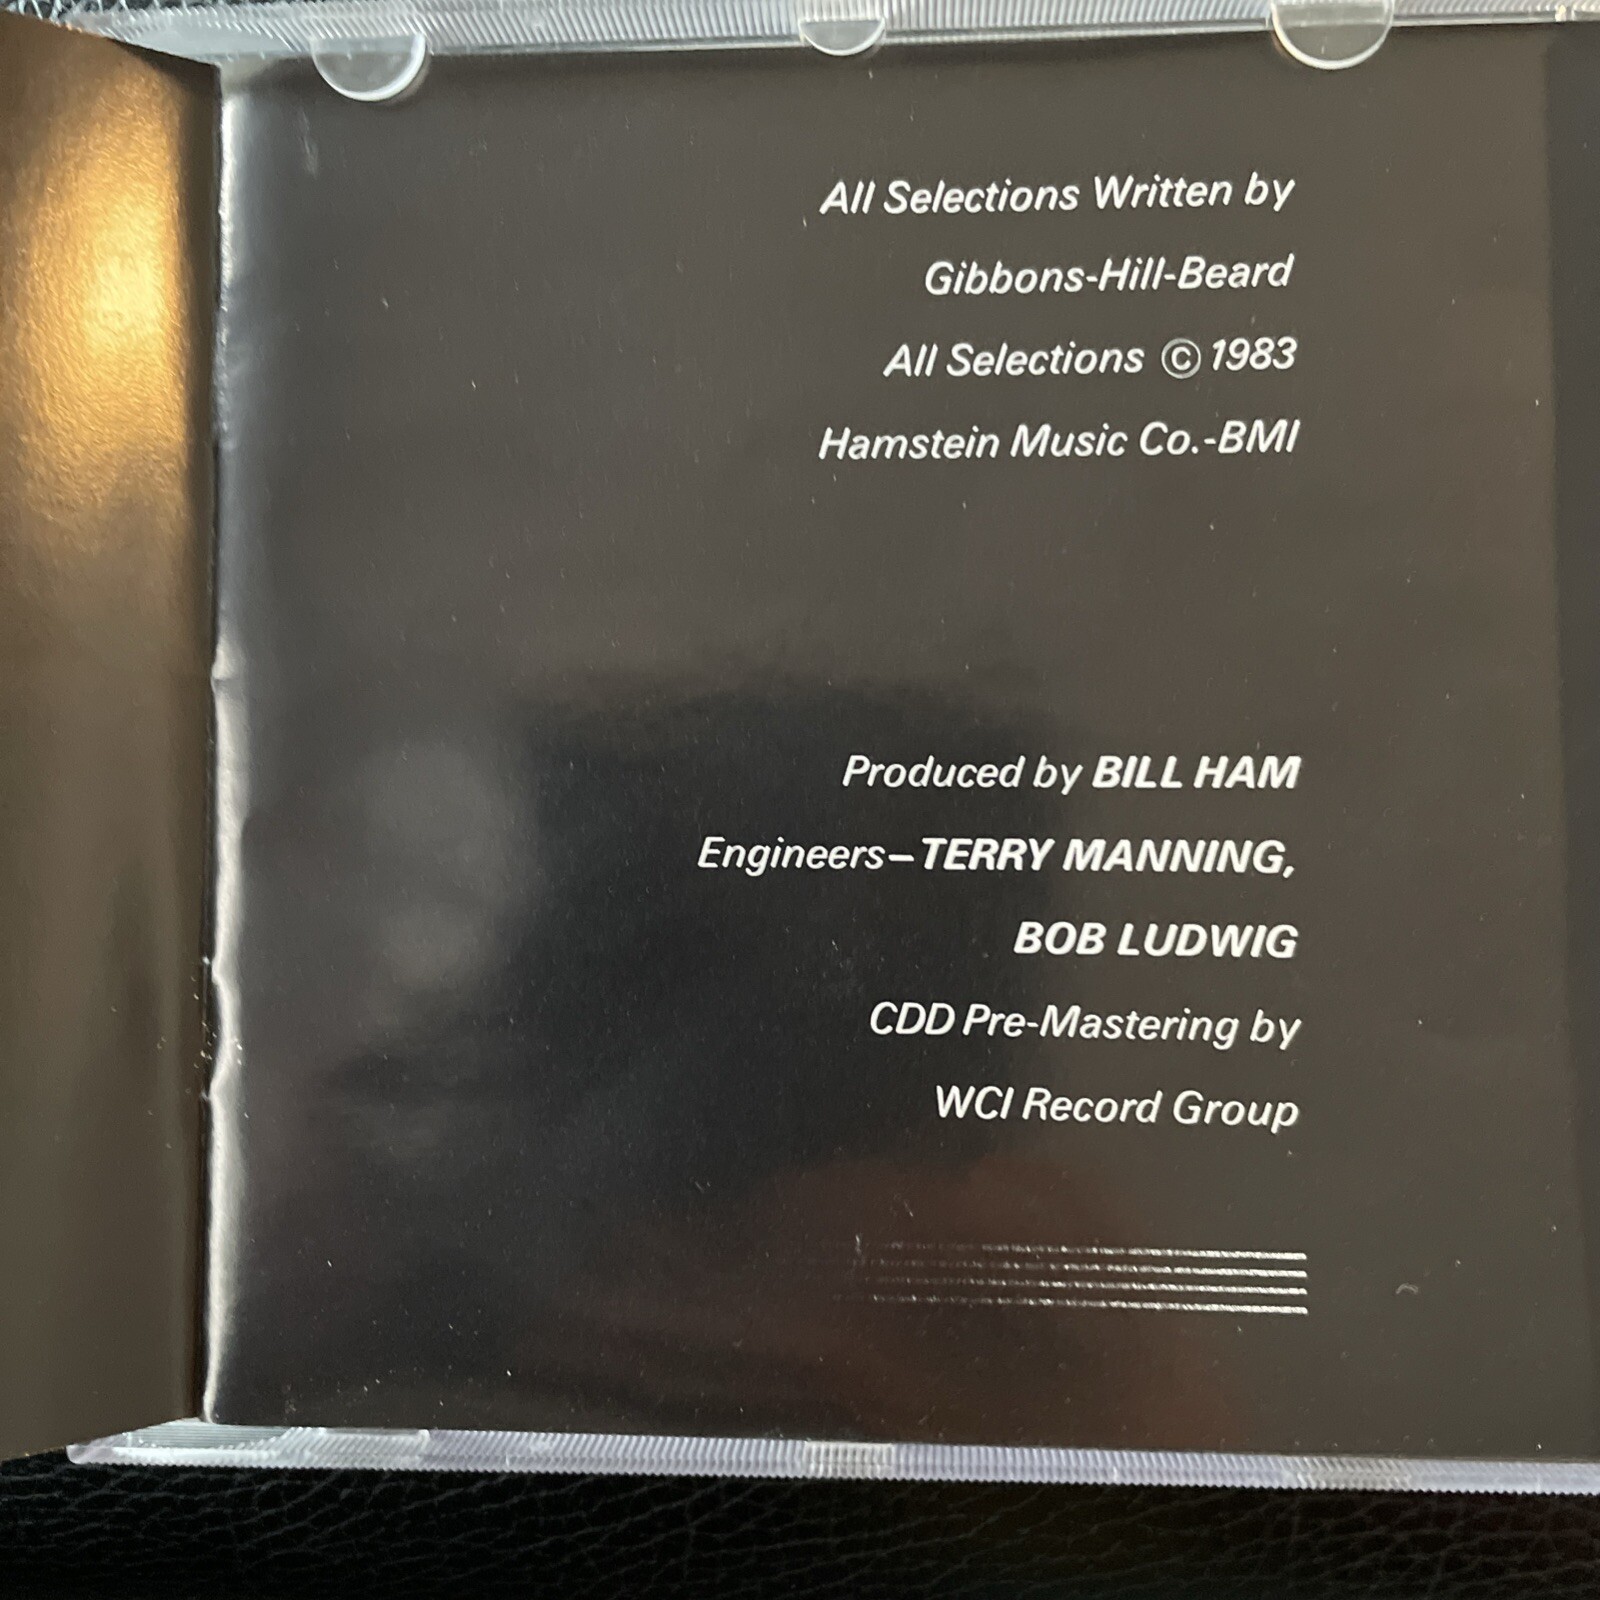 All Selections Written by
Gibbons-Hill-Beard
All Selections © 1983
Hamstein Music Co.-BMI
Produced by BILL HAM
Engineers–TERRY MANNING,
BOB LUDWIG
CDD Pre-Mastering by
WCI Record Group